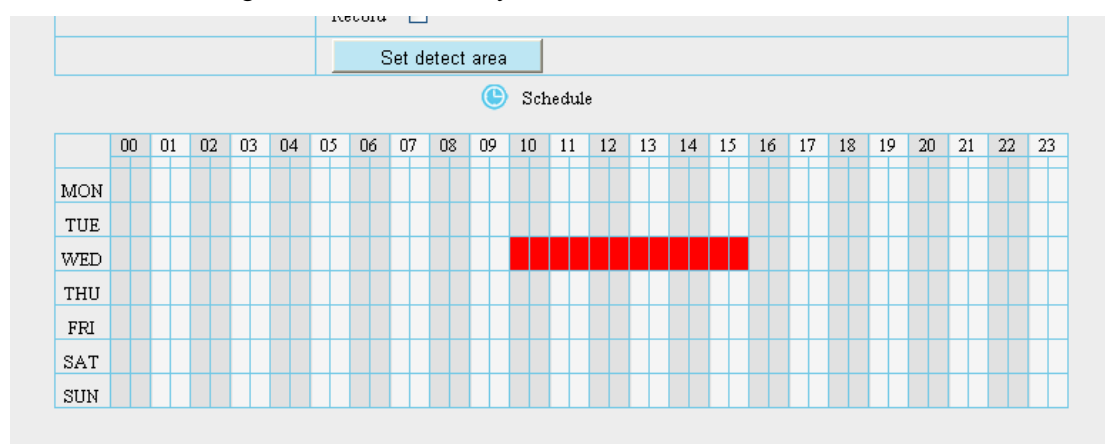 Record
Set detect area
Schedule
00 01 02 03 04 05 06 07 08 09 10 11 12 13 14 15 16 17 18 19 20 21 22 23
MON
TUE
WED
THU
FRI
SAT
SUN